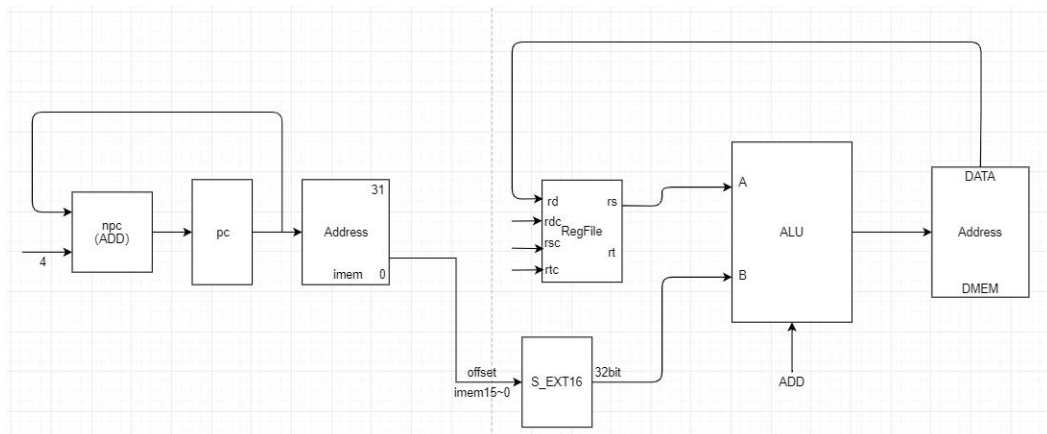 npc
(ADD)
4
pc
31
Address
imem 0
rd rs
rdc
RegFile
rsc
rt
rtc
A
ALU
B
ADD
DATA
Address
DMEM
offset
imem15~0
S_EXT16
32bit